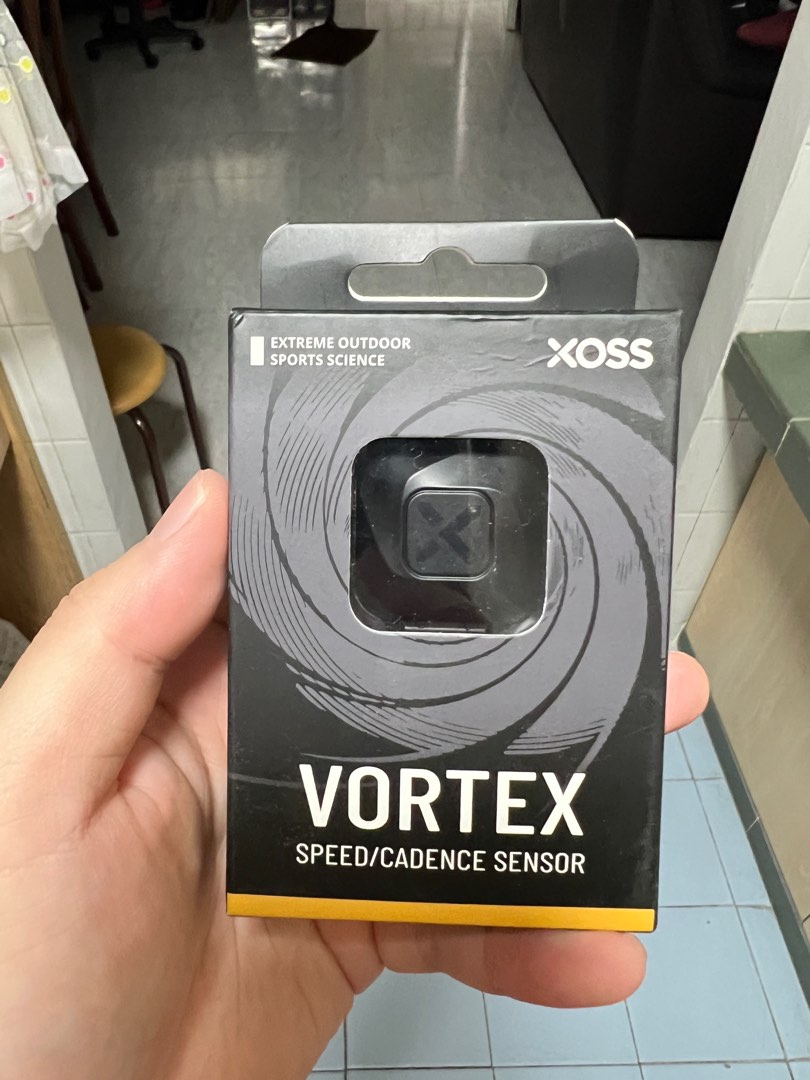 EXTREME OUTDOOR
SPORTS SCIENCE
XOSS
VORTEX
SPEED/CADENCE SENSOR